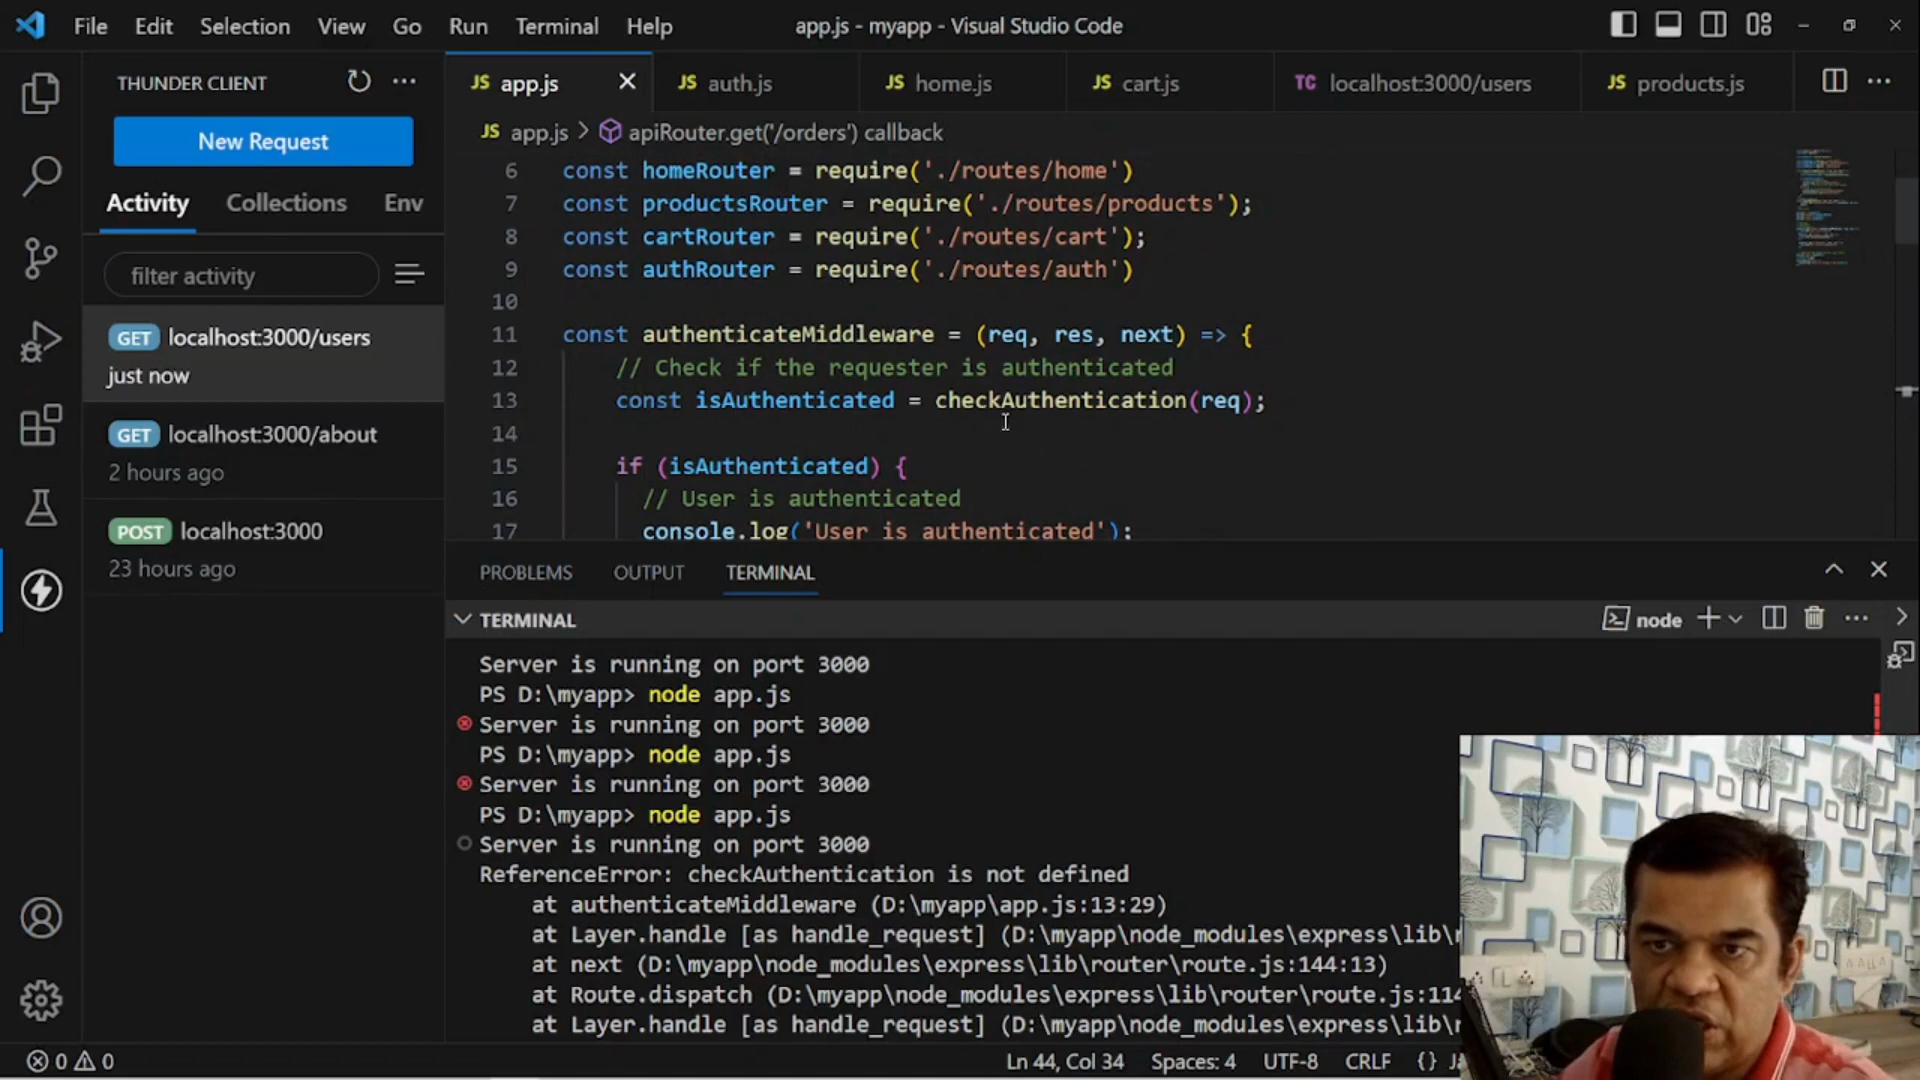 File Edit Selection View Go Run Terminal Help
app.js - myapp - Visual Studio Code
THUNDER CLIENT
New Request
Activity Collections Env
filter activity
GET localhost:3000/users
just now
GET localhost:3000/about
2 hours ago
POST localhost:3000
23 hours ago
JS app.js JS auth.js JS home.js JS cart.js TC localhost:3000/users JS products.js
JS app.js > apiRouter.get('/orders') callback
6 const homeRouter = require('./routes/home')
7 const productsRouter = require('./routes/products');
8 const cartRouter = require('./routes/cart');
9 const authRouter = require('./routes/auth')
10
11 const authenticateMiddleware = (req, res, next) => {
12 // Check if the requester is authenticated
13 const isAuthenticated = checkAuthentication(req);
14
15 if (isAuthenticated) {
16 // User is authenticated
17 console.log('User is authenticated');
PROBLEMS OUTPUT TERMINAL
TERMINAL
node
Server is running on port 3000
PS D:\myapp> node app.js
Server is running on port 3000
PS D:\myapp> node app.js
Server is running on port 3000
PS D:\myapp> node app.js
Server is running on port 3000
ReferenceError: checkAuthentication is not defined
at authenticateMiddleware (D:\myapp\app.js:13:29)
at Layer.handle [as handle_request] (D:\myapp\node_modules\express\lib\
at next (D:\myapp\node_modules\express\lib\router\route.js:144:13)
at Route.dispatch (D:\myapp\node_modules\express\lib\router\route.js:114
at Layer.handle [as handle_request] (D:\myapp\node_modules\express\lib\
0 0
Ln 44, Col 34 Spaces: 4 UTF-8 CRLF {}